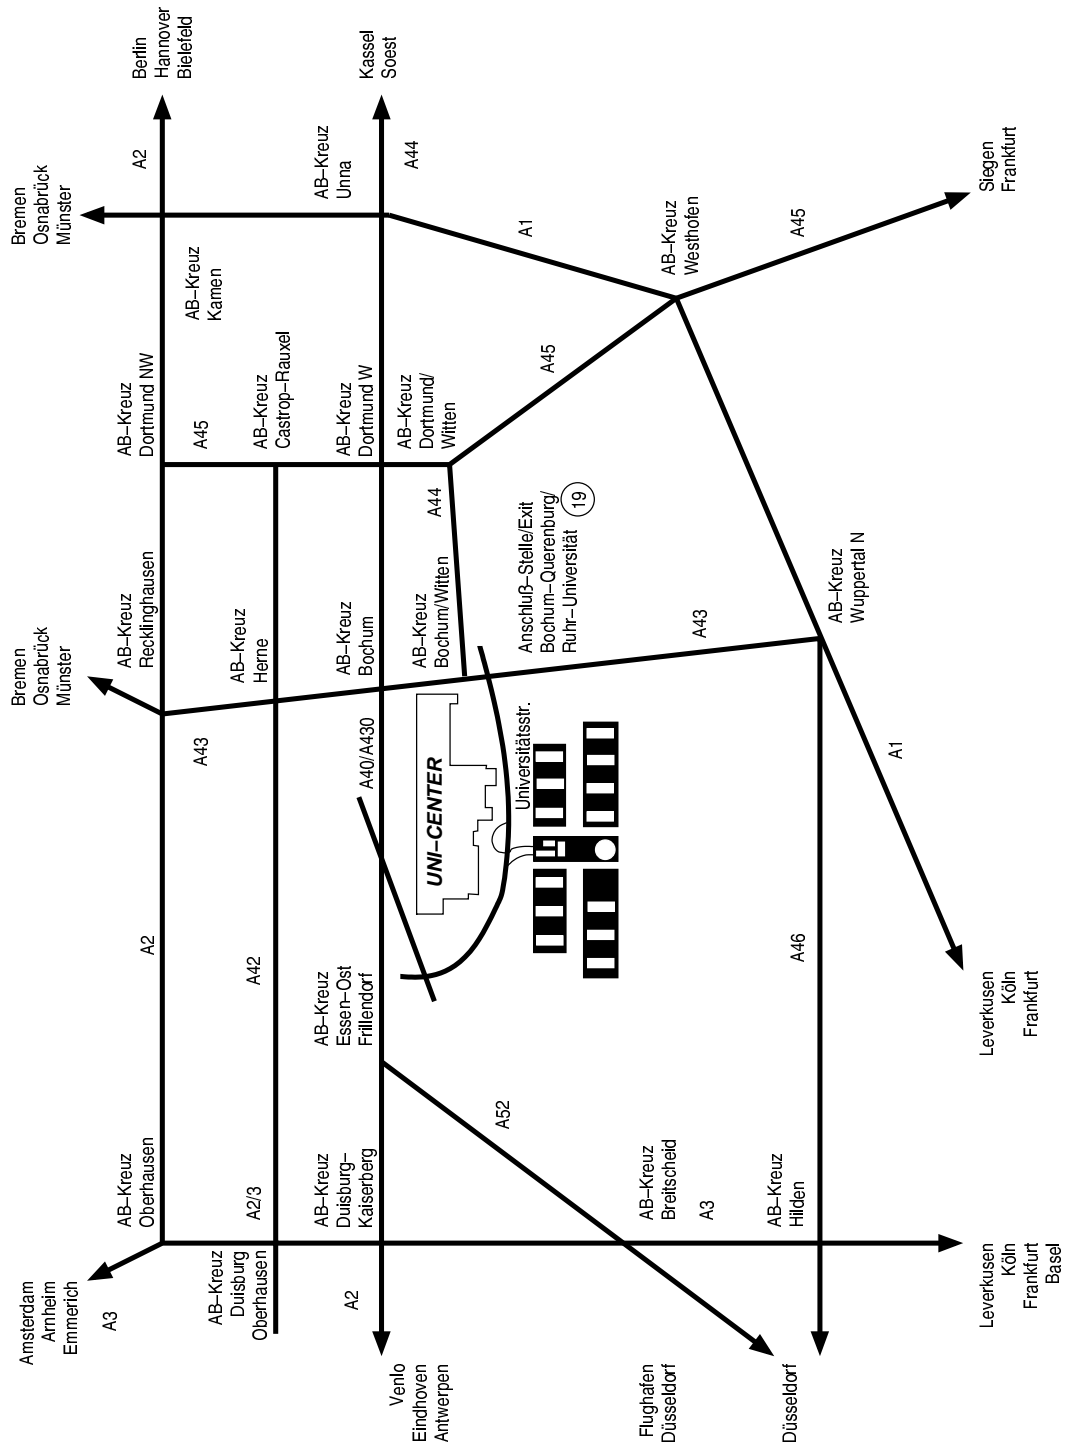 Amsterdam
Arnheim
Emmerich
A3
Bremen
Osnabrück
Münster
Bremen
Osnabrück
Münster
AB–Kreuz
Oberhausen
A2
A43
AB–Kreuz
Recklinghausen
AB–Kreuz
Dortmund NW
AB–Kreuz
Kamen
A2
Berlin
Hannover
Bielefeld
AB–Kreuz
Duisburg
Oberhausen
A2/3
A42
AB–Kreuz
Herne
A45
AB–Kreuz
Castrop–Rauxel
A2
AB–Kreuz
Duisburg–
Kaiserberg
AB–Kreuz
Essen–Ost
Frillendorf
A40/A430
AB–Kreuz
Bochum
AB–Kreuz
Dortmund W
AB–Kreuz
Unna
Kassel
Soest
A44
Venlo
Eindhoven
Antwerpen
UNI–CENTER
AB–Kreuz
Bochum/Witten
A44
AB–Kreuz
Dortmund/
Witten
A52
Universitätsstr.
Anschluß–Stelle/Exit
Bochum–Querenburg/
Ruhr–Universität
19
A45
A1
Flughafen
Düsseldorf
AB–Kreuz
Breitscheid
A3
A43
AB–Kreuz
Westhofen
Düsseldorf
AB–Kreuz
Hilden
A46
AB–Kreuz
Wuppertal N
A45
A1
Leverkusen
Köln
Frankfurt
Basel
Leverkusen
Köln
Frankfurt
Siegen
Frankfurt